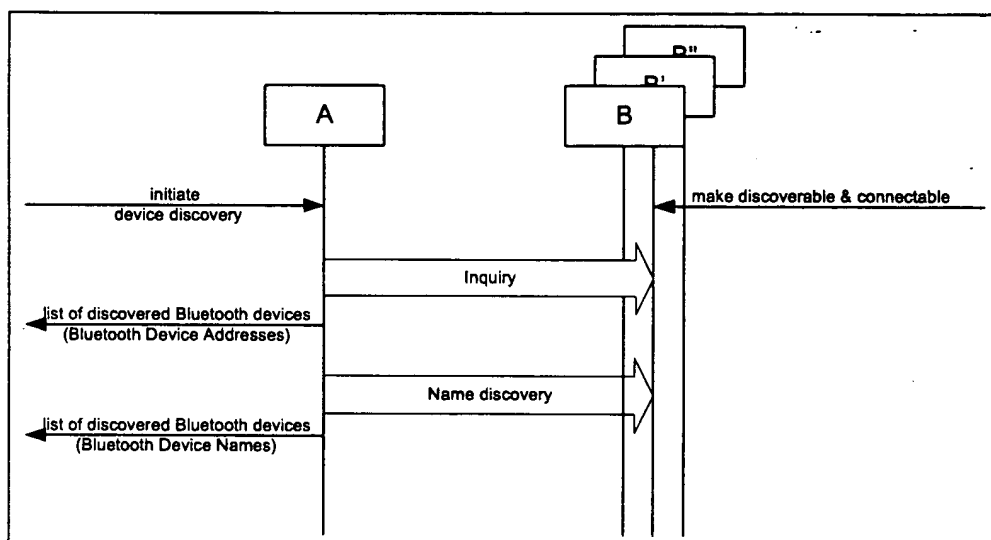 B"
B'
A
B
initiate
device discovery
make discoverable & connectable
Inquiry
list of discovered Bluetooth devices
(Bluetooth Device Addresses)
Name discovery
list of discovered Bluetooth devices
(Bluetooth Device Names)